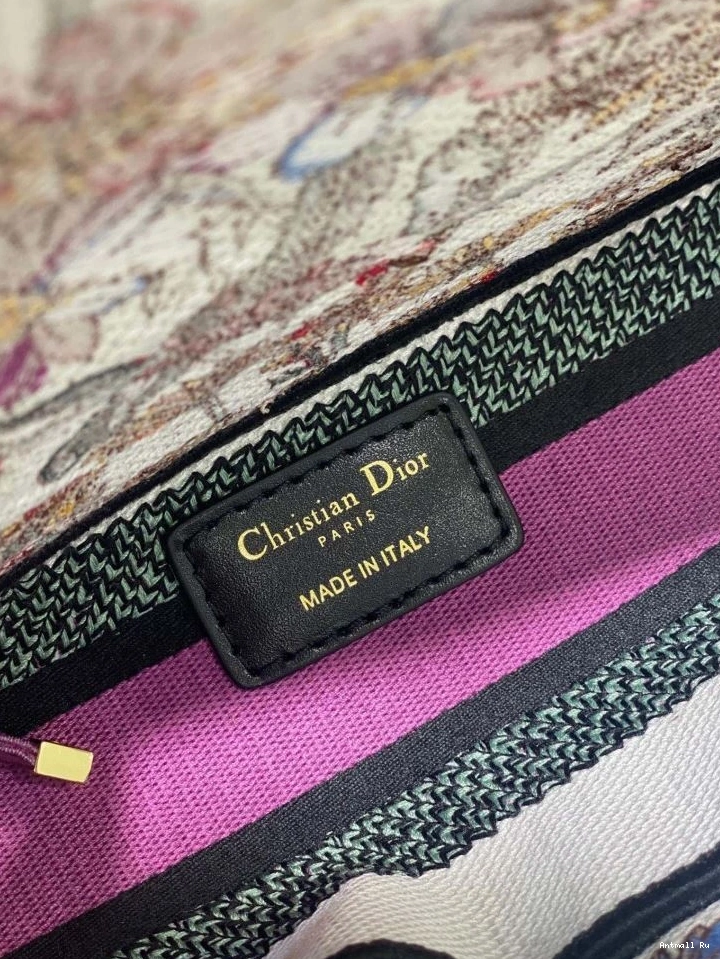 Christian Dior
PARIS
MADE IN ITALY
Antmall Ru